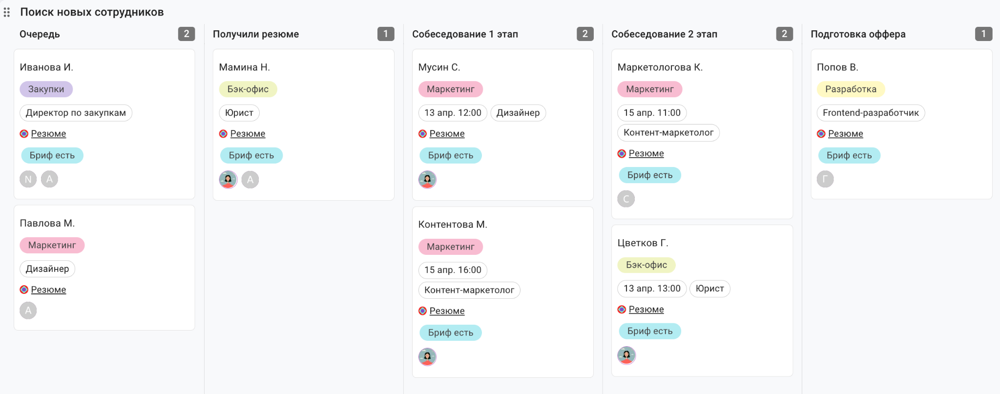 Поиск новых сотрудников
Очередь 2
Иванова И.
Закупки
Директор по закупкам
Резюме
Бриф есть
N A
Павлова М.
Маркетинг
Дизайнер
Резюме
A
Получили резюме 1
Мамина Н.
Бэк-офис
Юрист
Резюме
Бриф есть
A
Собеседование 1 этап 2
Мусин С.
Маркетинг
13 апр. 12:00 Дизайнер
Резюме
Бриф есть
Контентова М.
Маркетинг
15 апр. 16:00
Контент-маркетолог
Резюме
Бриф есть
Собеседование 2 этап 2
Маркетологова К.
Маркетинг
15 апр. 11:00
Контент-маркетолог
Резюме
Бриф есть
С
Цветков Г.
Бэк-офис
13 апр. 13:00 Юрист
Резюме
Бриф есть
Подготовка оффера 1
Попов В.
Разработка
Frontend-разработчик
Резюме
Бриф есть
Г